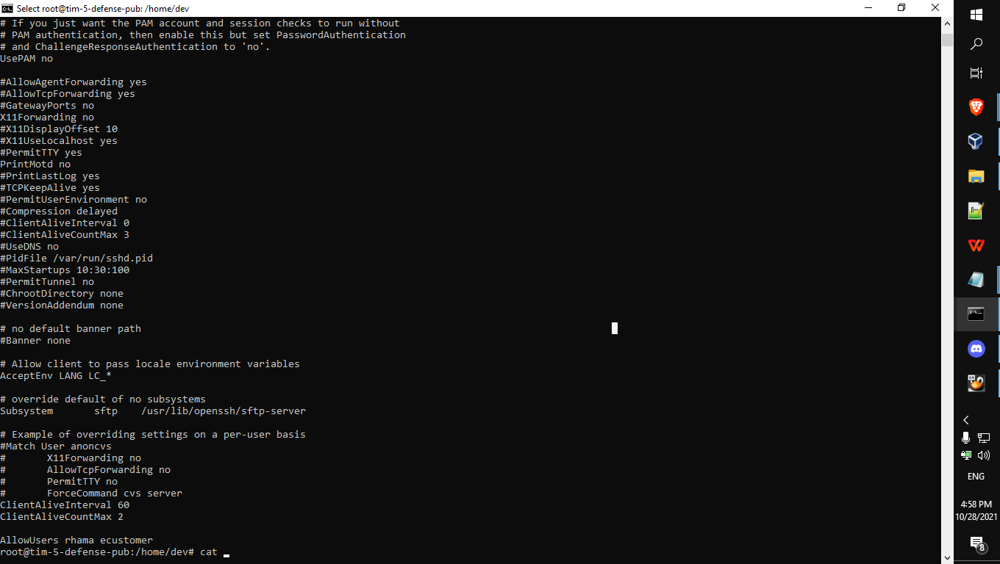 Select root@tim-5-defense-pub: /home/dev
# If you just want the PAM account and session checks to run without
# PAM authentication, then enable this but set PasswordAuthentication
# and ChallengeResponseAuthentication to 'no'.
UsePAM no
#AllowAgentForwarding yes
#AllowTcpForwarding yes
#GatewayPorts no
X11Forwarding no
#X11DisplayOffset 10
#X11UseLocalhost yes
#PermitTTY yes
PrintMotd no
#PrintLastLog yes
#TCPKeepAlive yes
#PermitUserEnvironment no
#Compression delayed
#ClientAliveInterval 0
#ClientAliveCountMax 3
#UseDNS no
#PidFile /var/run/sshd.pid
#MaxStartups 10:30:100
#PermitTunnel no
#ChrootDirectory none
#VersionAddendum none
# no default banner path
#Banner none
# Allow client to pass locale environment variables
AcceptEnv LANG LC_*
# override default of no subsystems
Subsystem       sftp    /usr/lib/openssh/sftp-server
# Example of overriding settings on a per-user basis
#Match User anoncvs
#       X11Forwarding no
#       AllowTcpForwarding no
#       PermitTTY no
#       ForceCommand cvs server
ClientAliveInterval 60
ClientAliveCountMax 2
AllowUsers rhama ecustomer
root@tim-5-defense-pub:/home/dev# cat
ENG
4:58 PM
10/28/2021
8